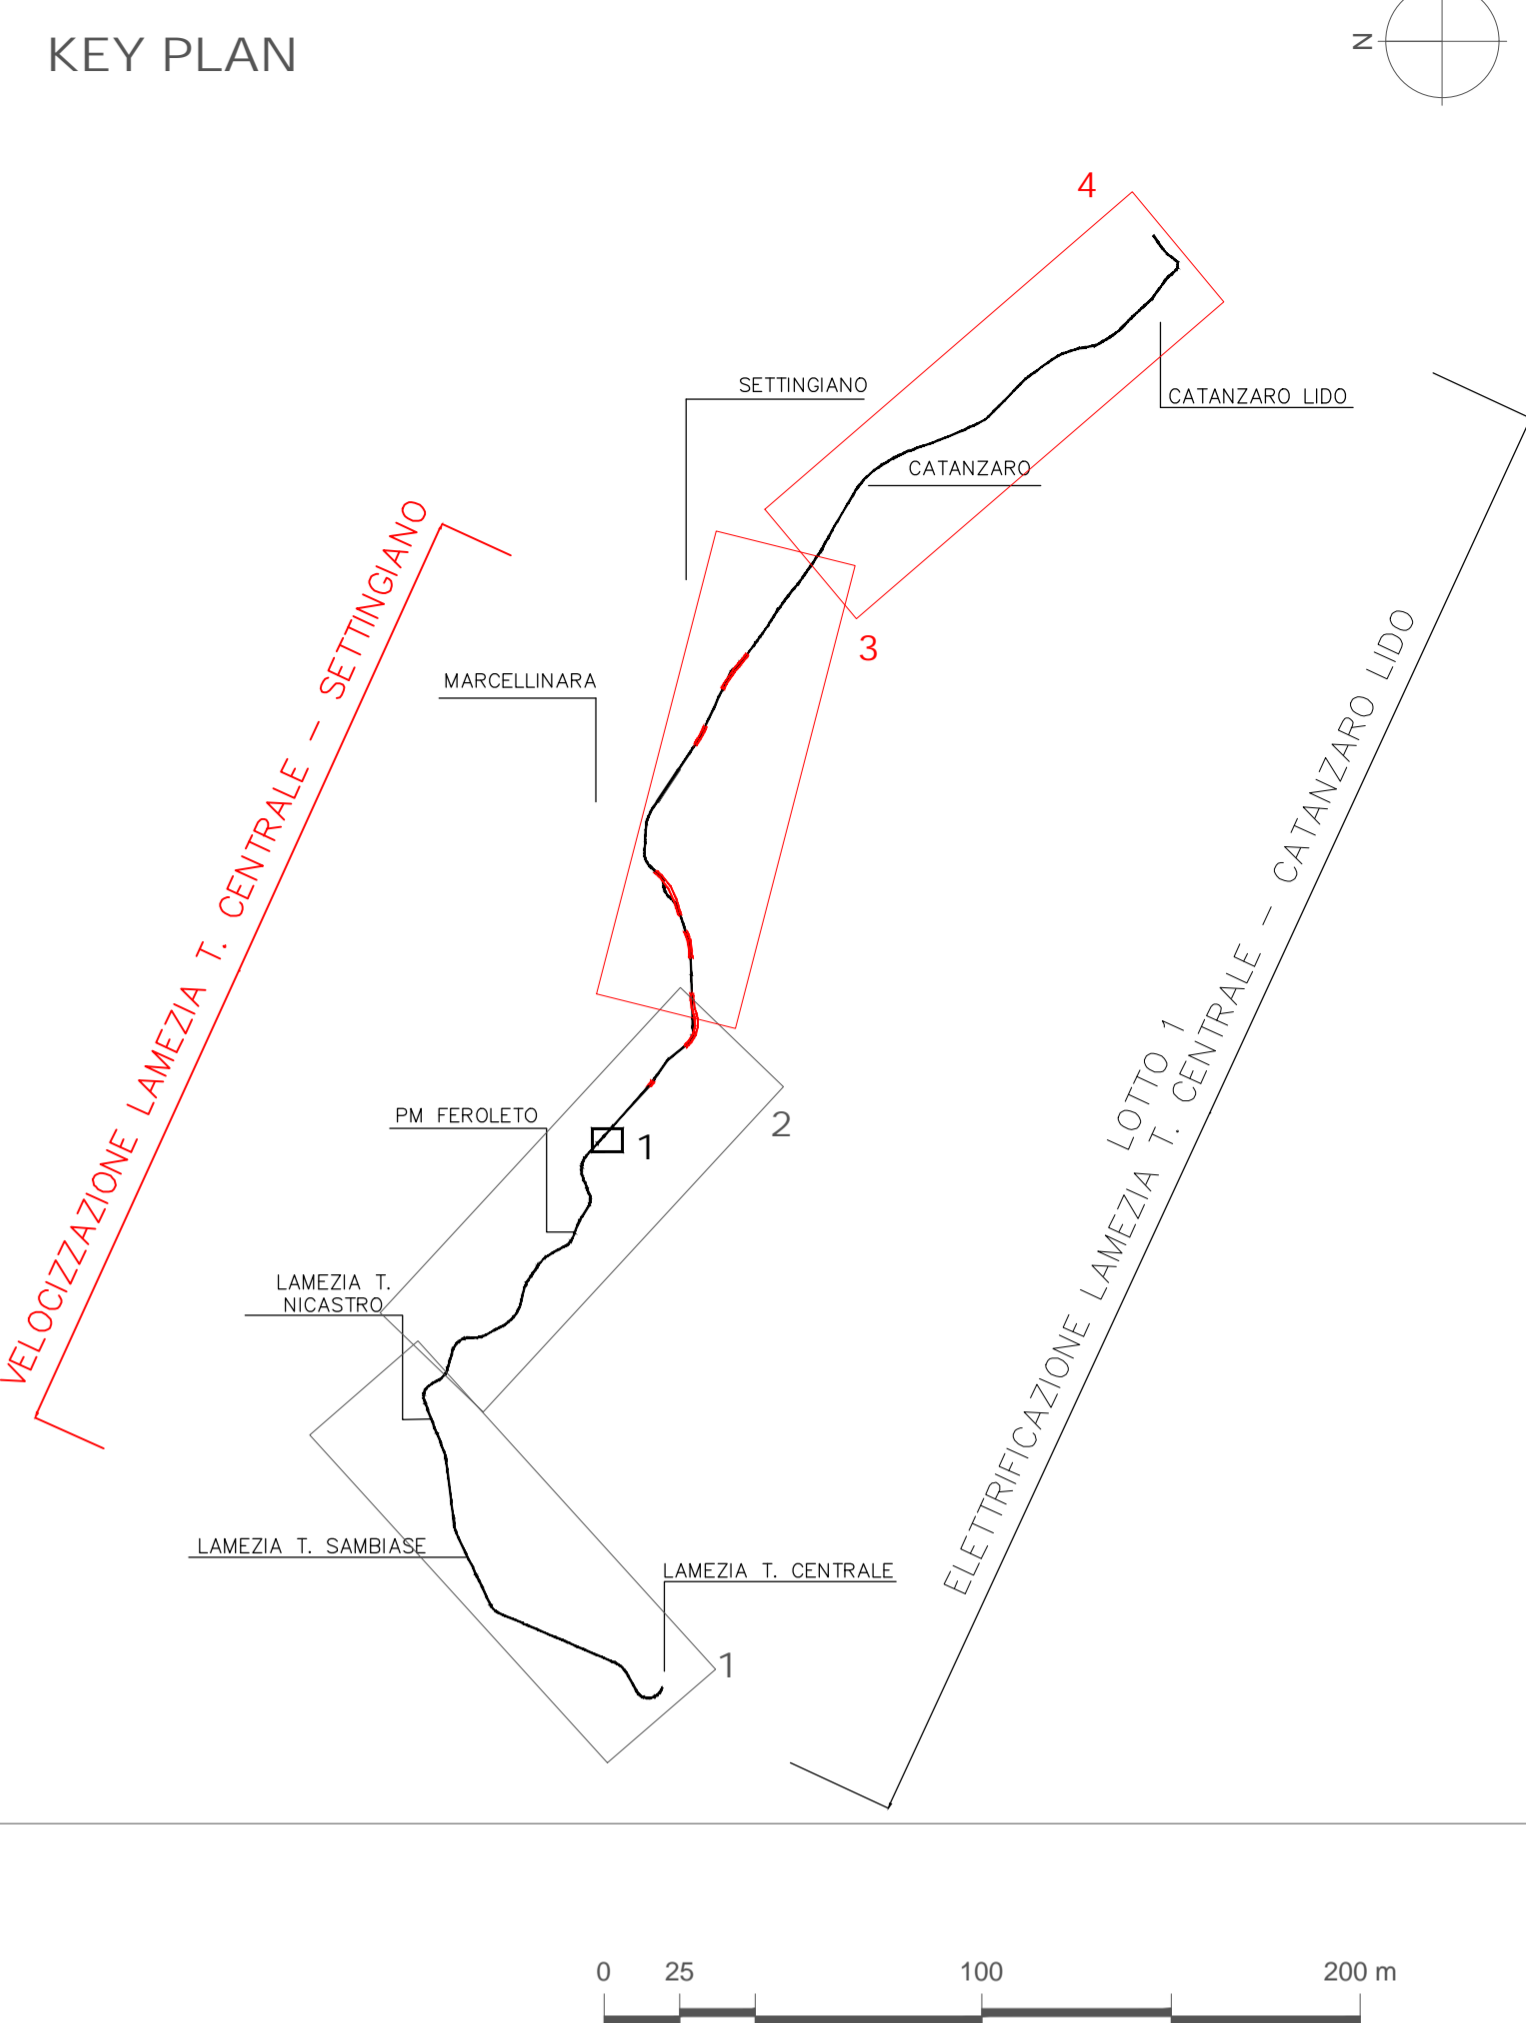 KEY PLAN
N
4
SETTINGIANO
CATANZARO LIDO
CATANZARO
VELOCIZZAZIONE LAMEZIA T. CENTRALE - SETTINGIANO
3
MARCELLINARA
LOTTO 1
ELETTRIFICAZIONE LAMEZIA T. CENTRALE - CATANZARO LIDO
PM FEROLETO
1
2
LAMEZIA T.
NICASTRO
LAMEZIA T. SAMBIASE
LAMEZIA T. CENTRALE
1
0 25 100 200 m